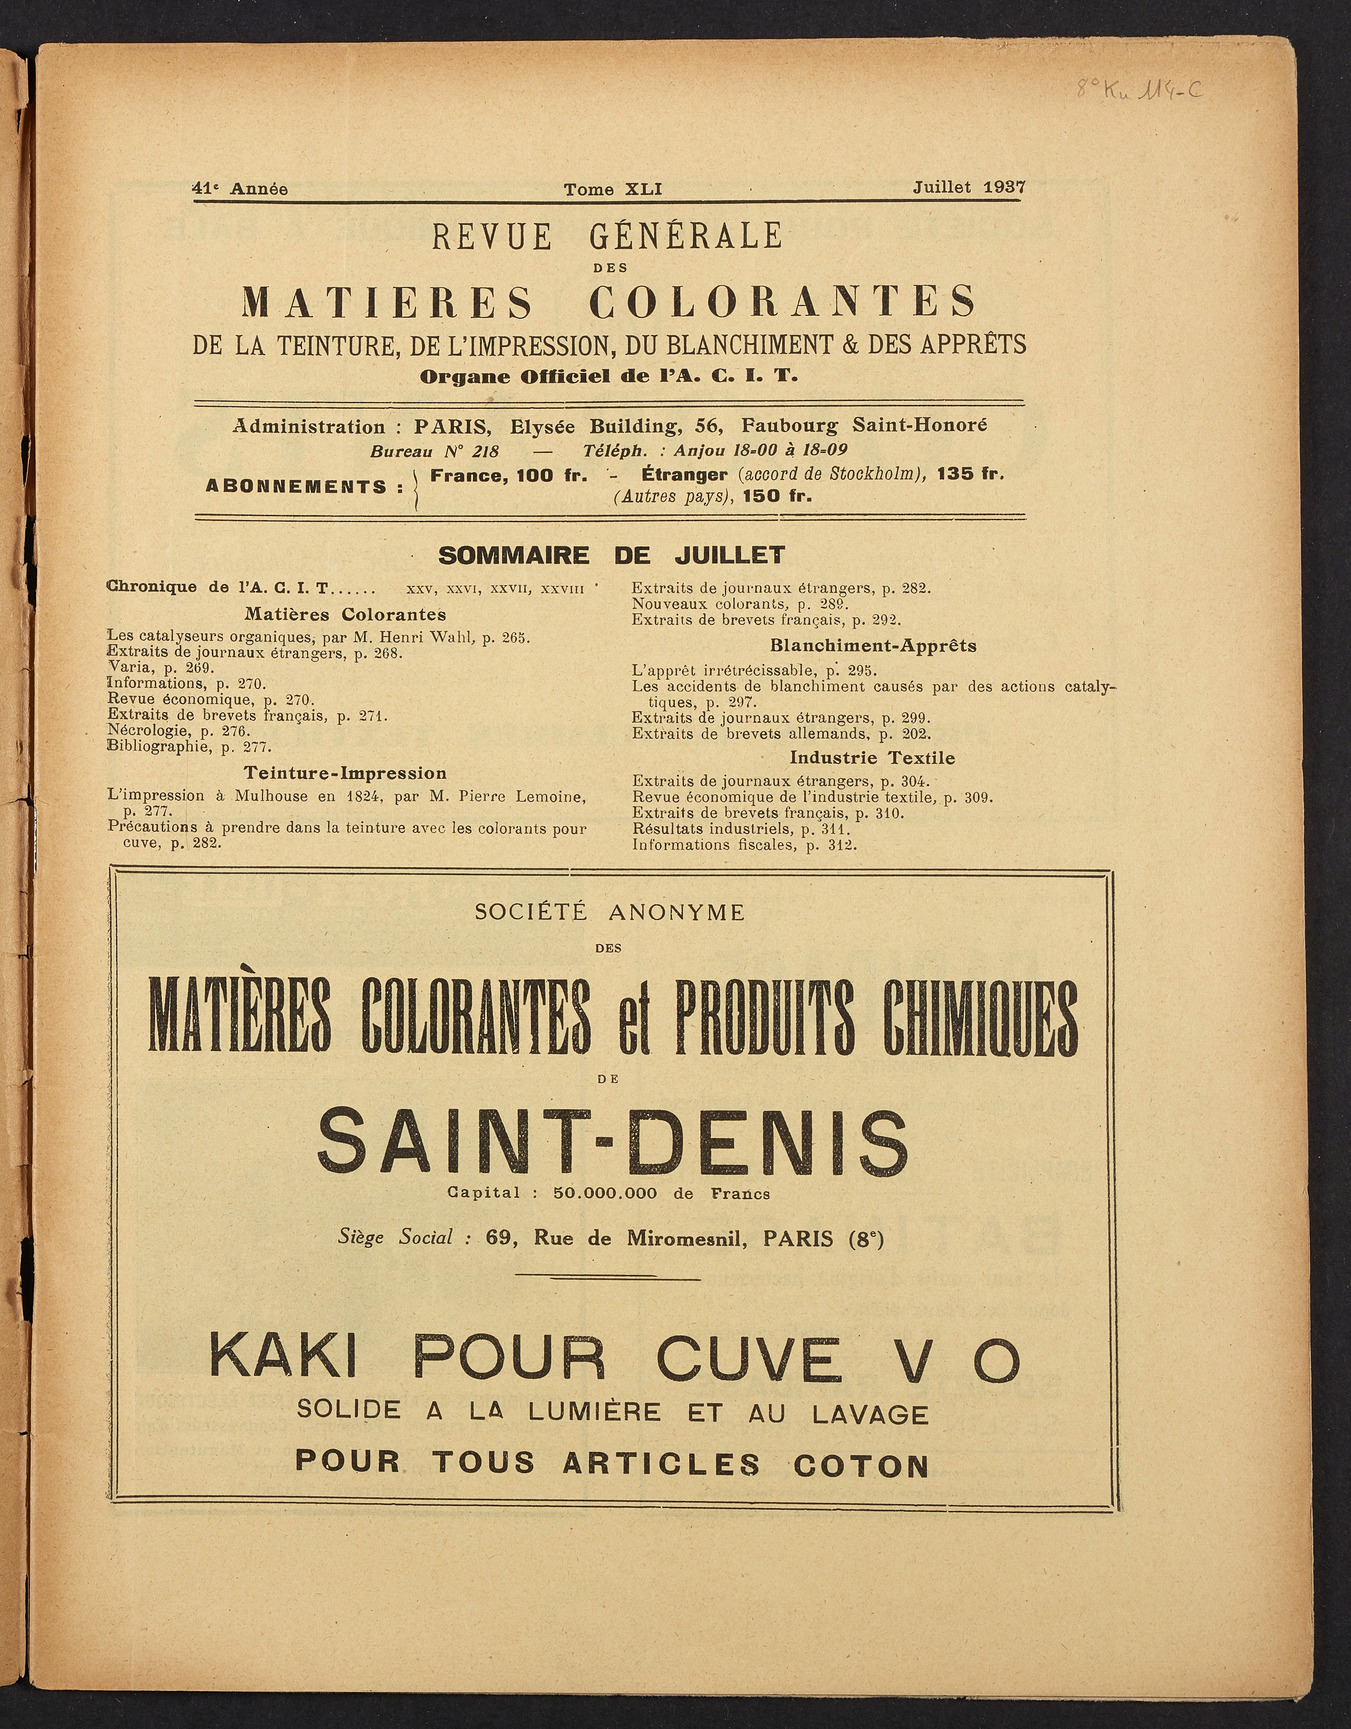 8° Ku 114-C
41e Année Tome XLI Juillet 1937
REVUE GÉNÉRALE
DES
MATIERES COLORANTES
DE LA TEINTURE, DE L'IMPRESSION, DU BLANCHIMENT & DES APPRÊTS
Organe Officiel de l'A. C. I. T.
Administration : PARIS, Elysée Building, 56, Faubourg Saint-Honoré
Bureau N° 218 — Téléph. : Anjou 18-00 à 18-09
ABONNEMENTS : France, 100 fr. - Étranger (accord de Stockholm), 135 fr.
(Autres pays), 150 fr.
SOMMAIRE DE JUILLET
Chronique de l'A. C. I. T...... XXV, XXVI, XXVII, XXVIII
Matières Colorantes
Les catalyseurs organiques, par M. Henri Wahl, p. 265.
Extraits de journaux étrangers, p. 268.
Varia, p. 269.
Informations, p. 270.
Revue économique, p. 270.
Extraits de brevets français, p. 271.
Nécrologie, p. 276.
Bibliographie, p. 277.
Teinture-Impression
L'impression à Mulhouse en 1824, par M. Pierre Lemoine,
p. 277.
Précautions à prendre dans la teinture avec les colorants pour
cuve, p. 282.
Extraits de journaux étrangers, p. 282.
Nouveaux colorants, p. 289.
Extraits de brevets français, p. 292.
Blanchiment-Apprêts
L'apprêt irrétrécissable, p. 295.
Les accidents de blanchiment causés par des actions cataly-
tiques, p. 297.
Extraits de journaux étrangers, p. 299.
Extraits de brevets allemands, p. 202.
Industrie Textile
Extraits de journaux étrangers, p. 304.
Revue économique de l'industrie textile, p. 309.
Extraits de brevets français, p. 310.
Résultats industriels, p. 311.
Informations fiscales, p. 312.
SOCIÉTÉ ANONYME
DES
MATIÈRES COLORANTES et PRODUITS CHIMIQUES
DE
SAINT-DENIS
Capital : 50.000.000 de Francs
Siège Social : 69, Rue de Miromesnil, PARIS (8e)
KAKI POUR CUVE V O
SOLIDE A LA LUMIÈRE ET AU LAVAGE
POUR TOUS ARTICLES COTON